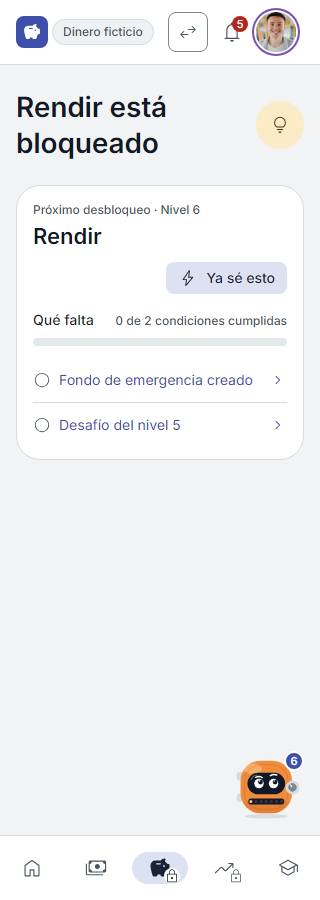 Dinero ficticio
5
Rendir está
bloqueado
Próximo desbloqueo · Nivel 6
Rendir
Ya sé esto
Qué falta
0 de 2 condiciones cumplidas
Fondo de emergencia creado
Desafío del nivel 5
6